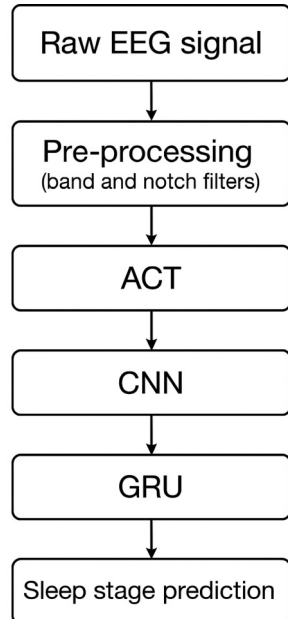 Raw EEG signal
Pre-processing
(band and notch filters)
ACT
CNN
GRU
Sleep stage prediction